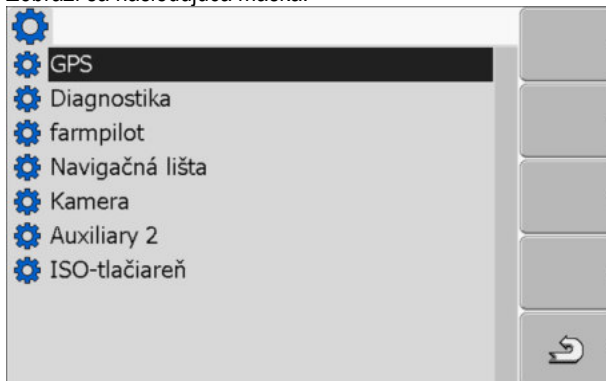 Zobrazí sa nasledujúca maska:
GPS
Diagnostika
farmpilot
Navigačná lišta
Kamera
Auxiliary 2
ISO-tlačiareň